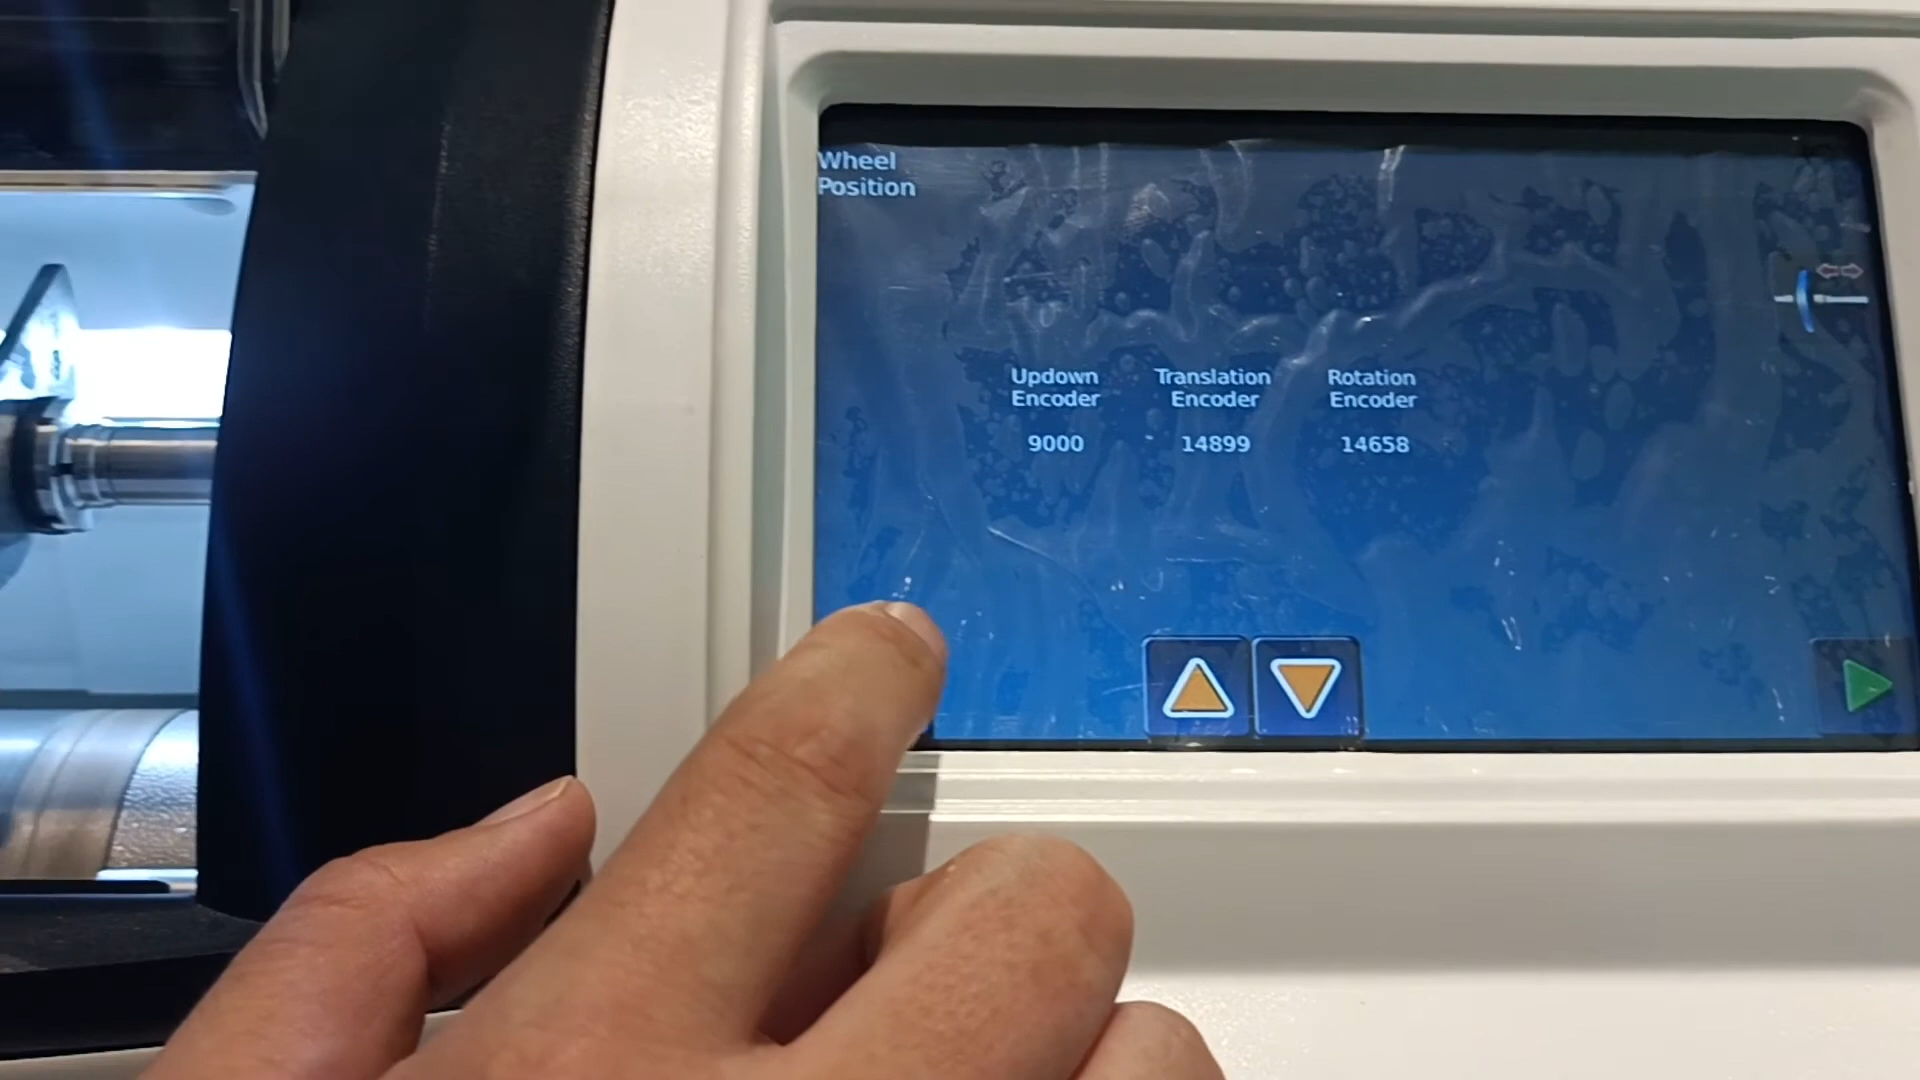 Wheel
Position
Updown
Encoder
9000
Translation
Encoder
14899
Rotation
Encoder
14658